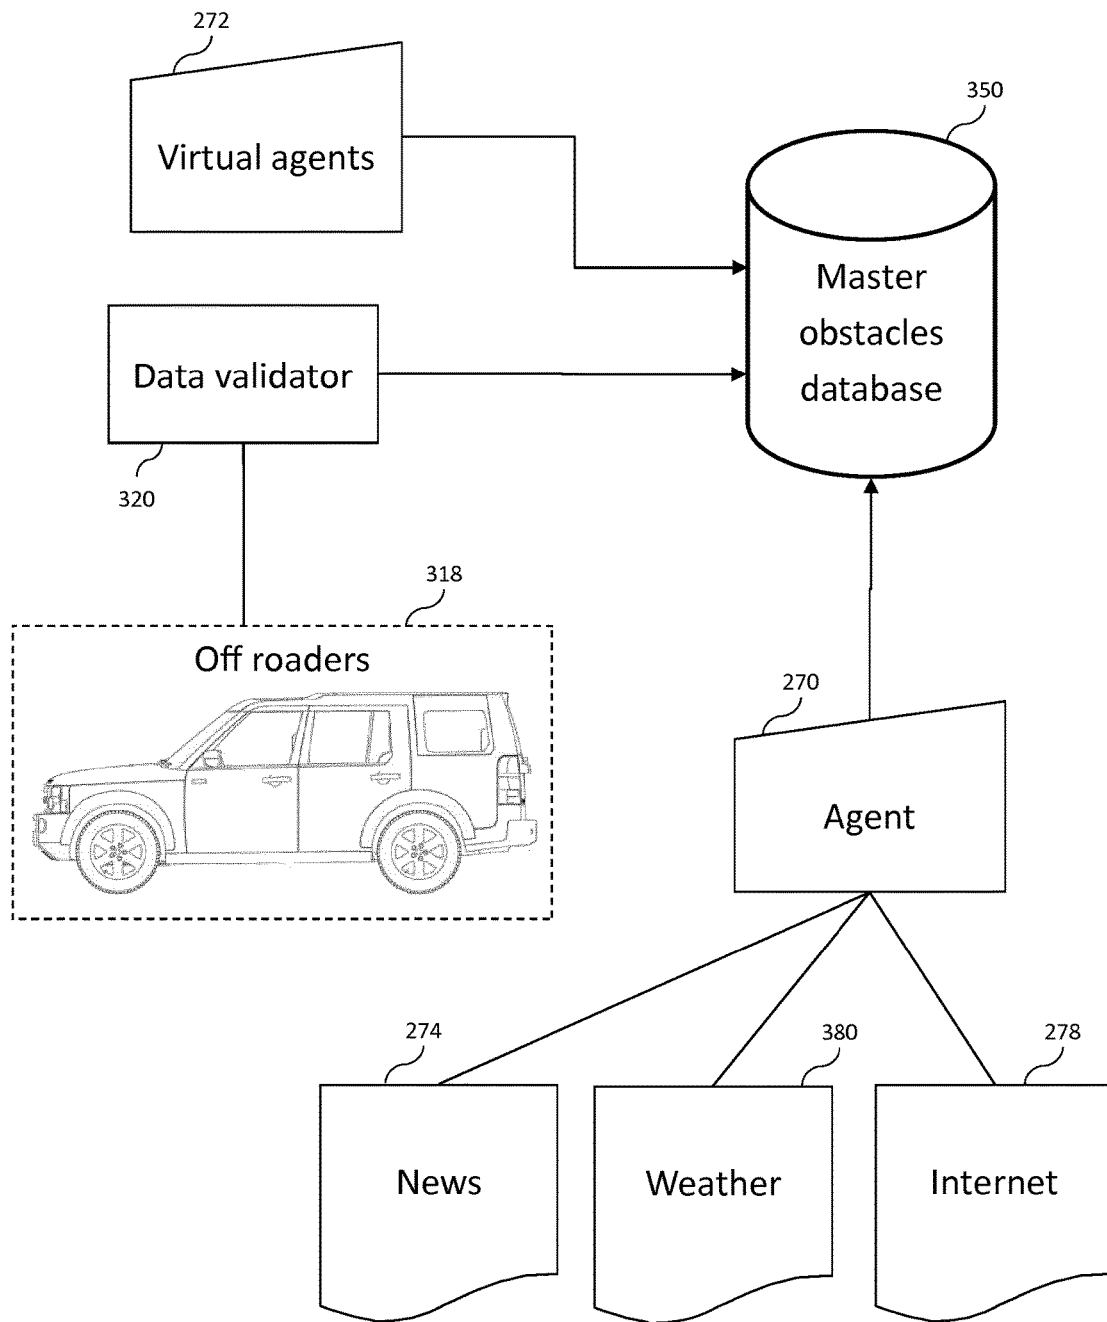 272
Virtual agents
350
Master
obstacles
database
Data validator
320
318
Off roaders
270
Agent
274
380
278
News
Weather
Internet